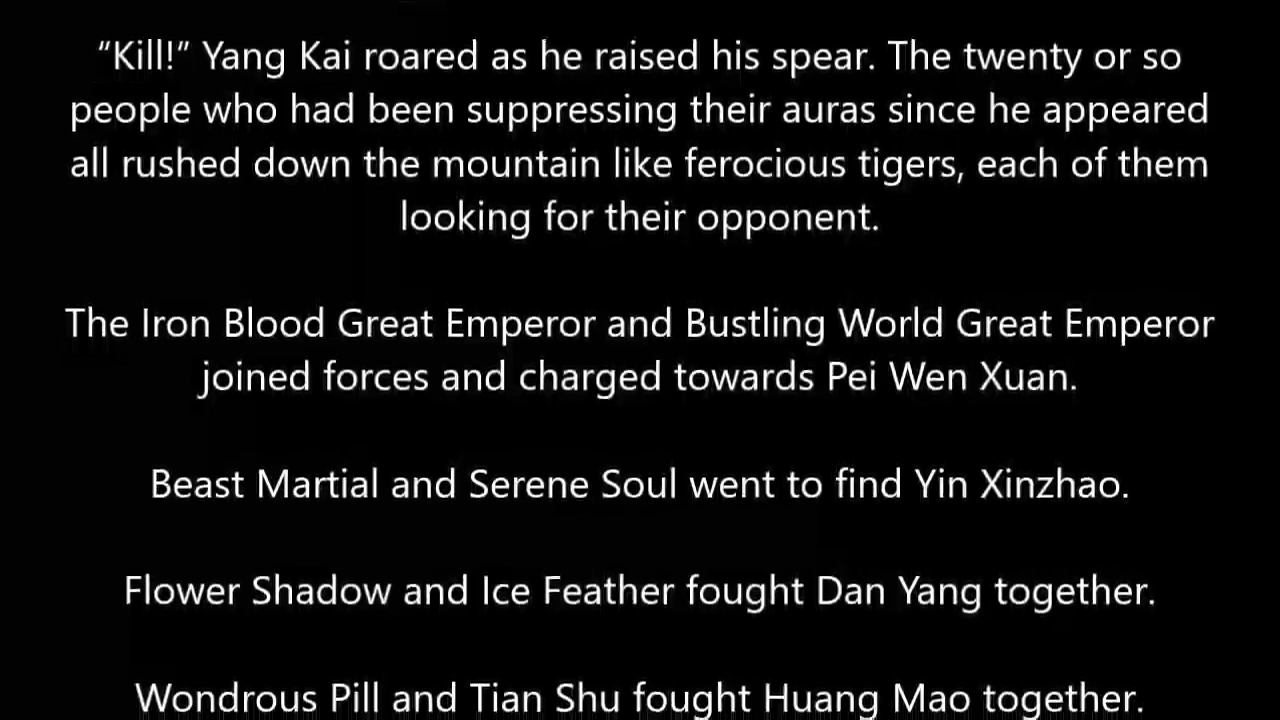 “Kill!” Yang Kai roared as he raised his spear. The twenty or so
people who had been suppressing their auras since he appeared
all rushed down the mountain like ferocious tigers, each of them
looking for their opponent.
The Iron Blood Great Emperor and Bustling World Great Emperor
joined forces and charged towards Pei Wen Xuan.
Beast Martial and Serene Soul went to find Yin Xinzhao.
Flower Shadow and Ice Feather fought Dan Yang together.
Wondrous Pill and Tian Shu fought Huang Mao together.